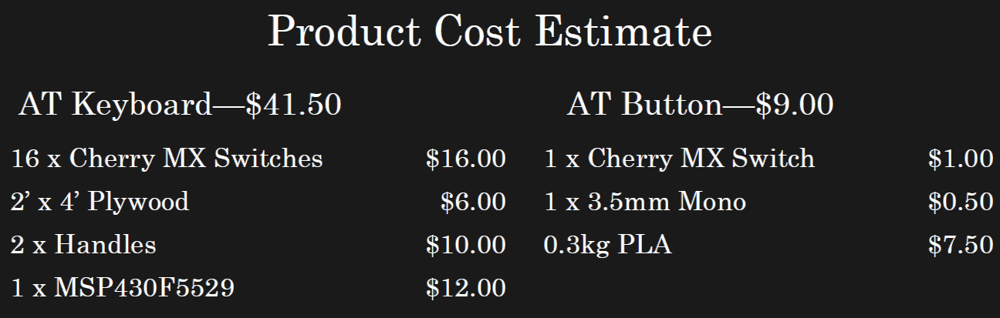 Product Cost Estimate
AT Keyboard—$41.50
16 x Cherry MX Switches $16.00
2’ x 4’ Plywood $6.00
2 x Handles $10.00
1 x MSP430F5529 $12.00
AT Button—$9.00
1 x Cherry MX Switch $1.00
1 x 3.5mm Mono $0.50
0.3kg PLA $7.50